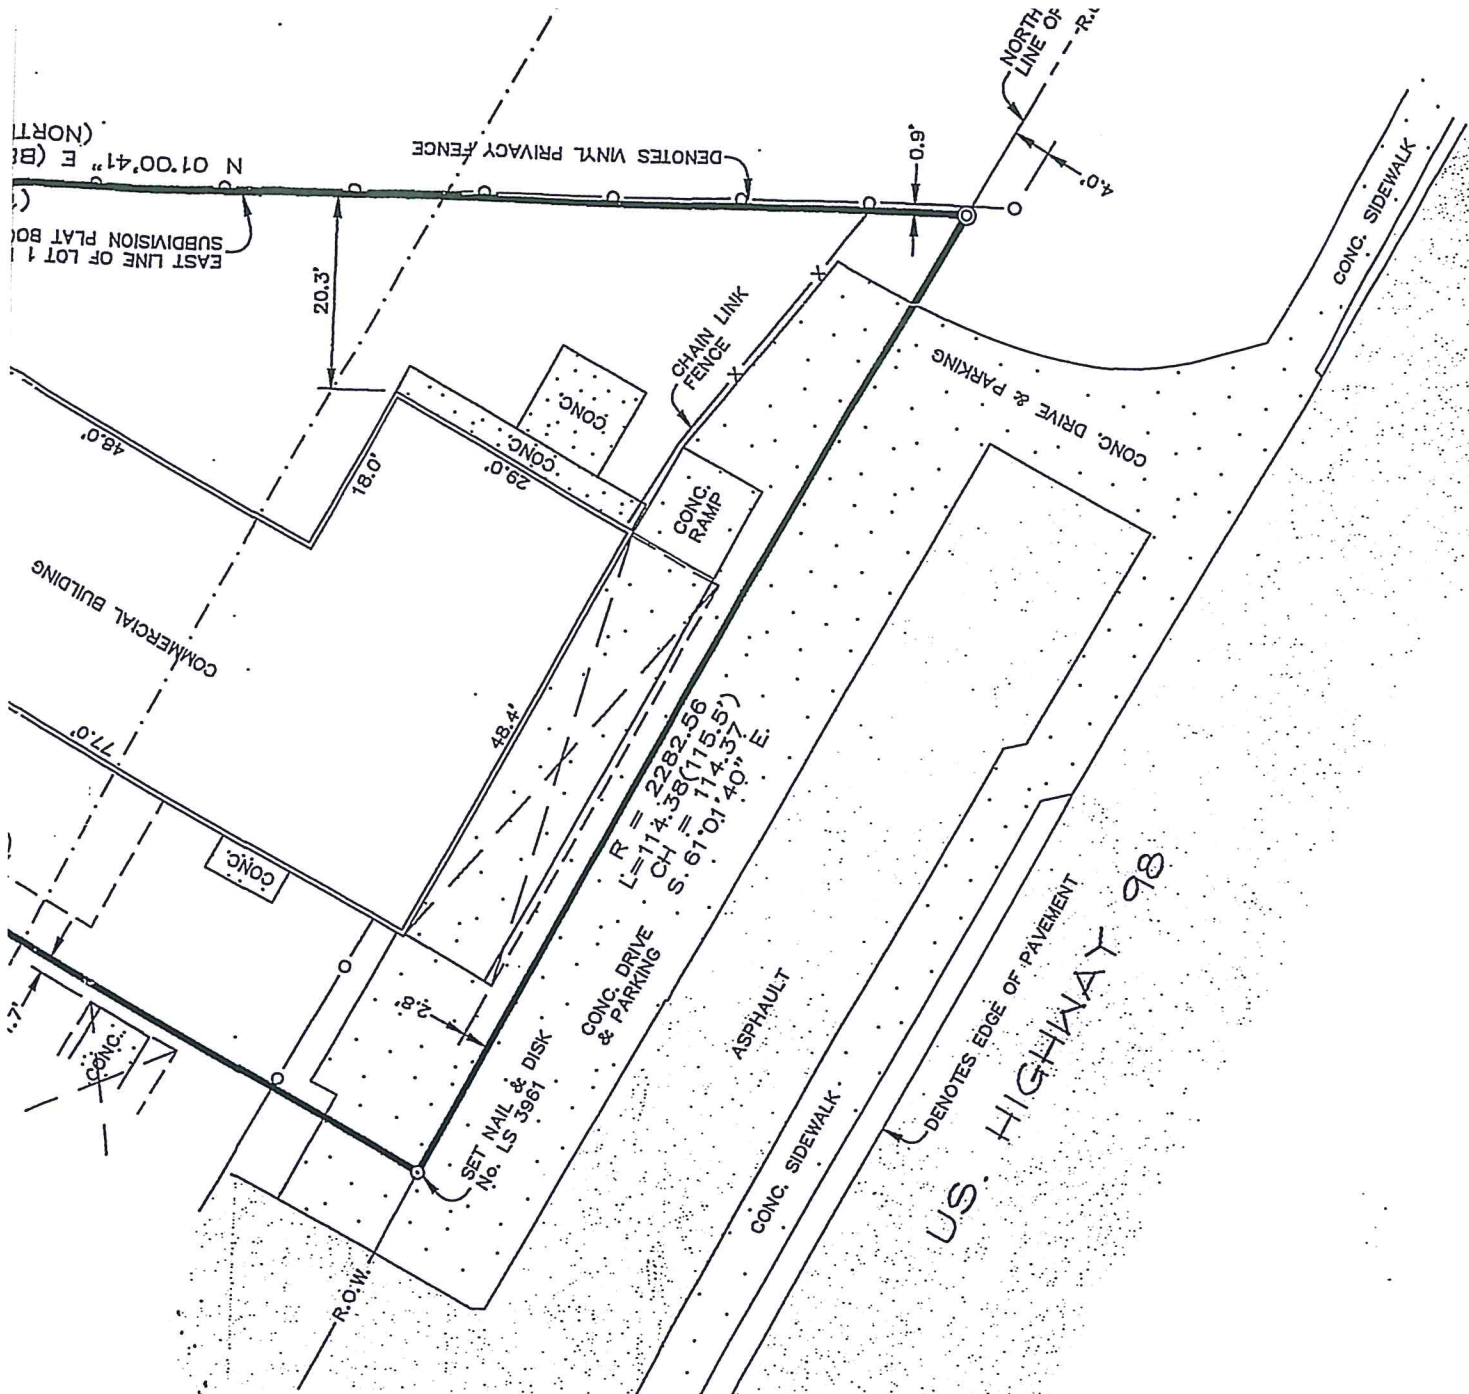 NORTH
LINE OF
4.0'
0.9'
DENOTES VINYL PRIVACY FENCE
N 01°00'41" E
EAST LINE OF LOT 1
SUBDIVISION PLAT
20.3'
CONC. SIDEWALK
CHAIN LINK
FENCE
CONC. DRIVE & PARKING
CONC.
CONC.
48.0'
18.0'
29.0'
CONC.
RAMP
COMMERCIAL BUILDING
77.0'
48.4'
R = 2282.56
L=114.38(115.5')
CH = 114.37
S. 61°01'40" E.
CONC.
2.8'
CONC. DRIVE
& PARKING
ASPHAULT
CONC.
SET NAIL & DISK
No. LS 3961
DENOTES EDGE OF PAVEMENT
U.S. HIGHWAY 98
CONC. SIDEWALK
R.O.W.